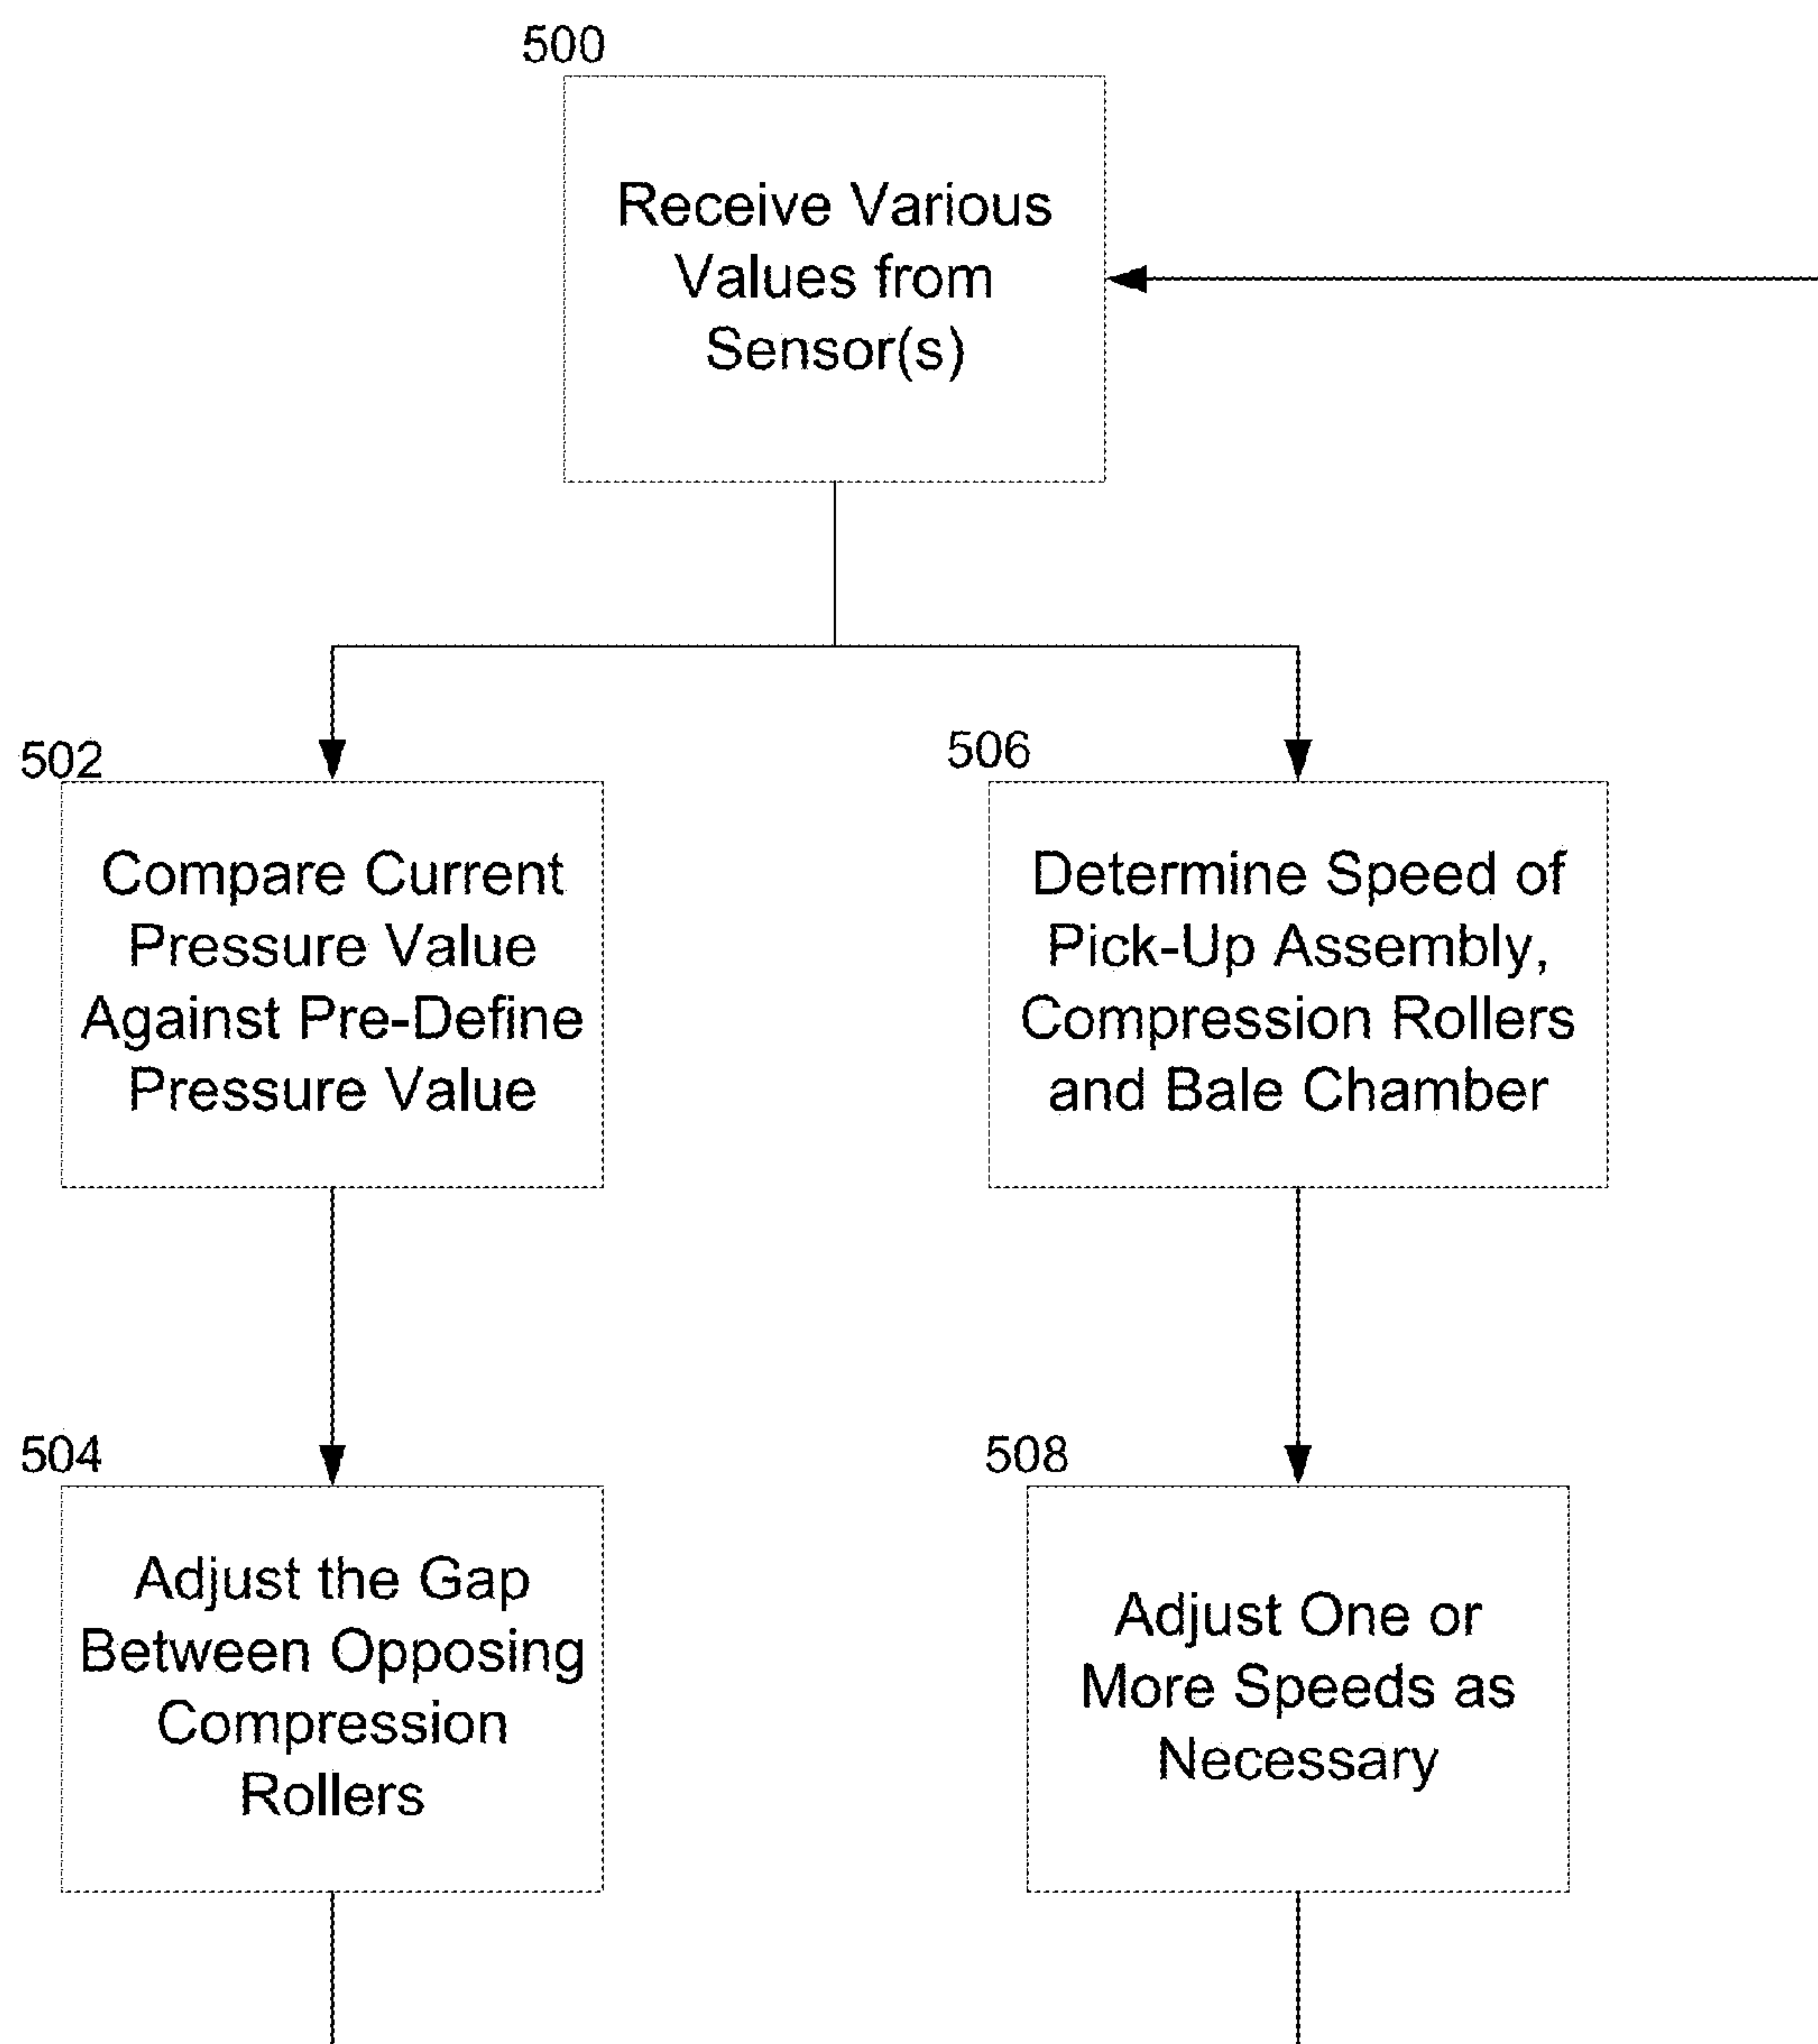 500
Receive Various
Values from
Sensor(s)
502
Compare Current
Pressure Value
Against Pre-Define
Pressure Value
506
Determine Speed of
Pick-Up Assembly,
Compression Rollers
and Bale Chamber
504
Adjust the Gap
Between Opposing
Compression
Rollers
508
Adjust One or
More Speeds as
Necessary